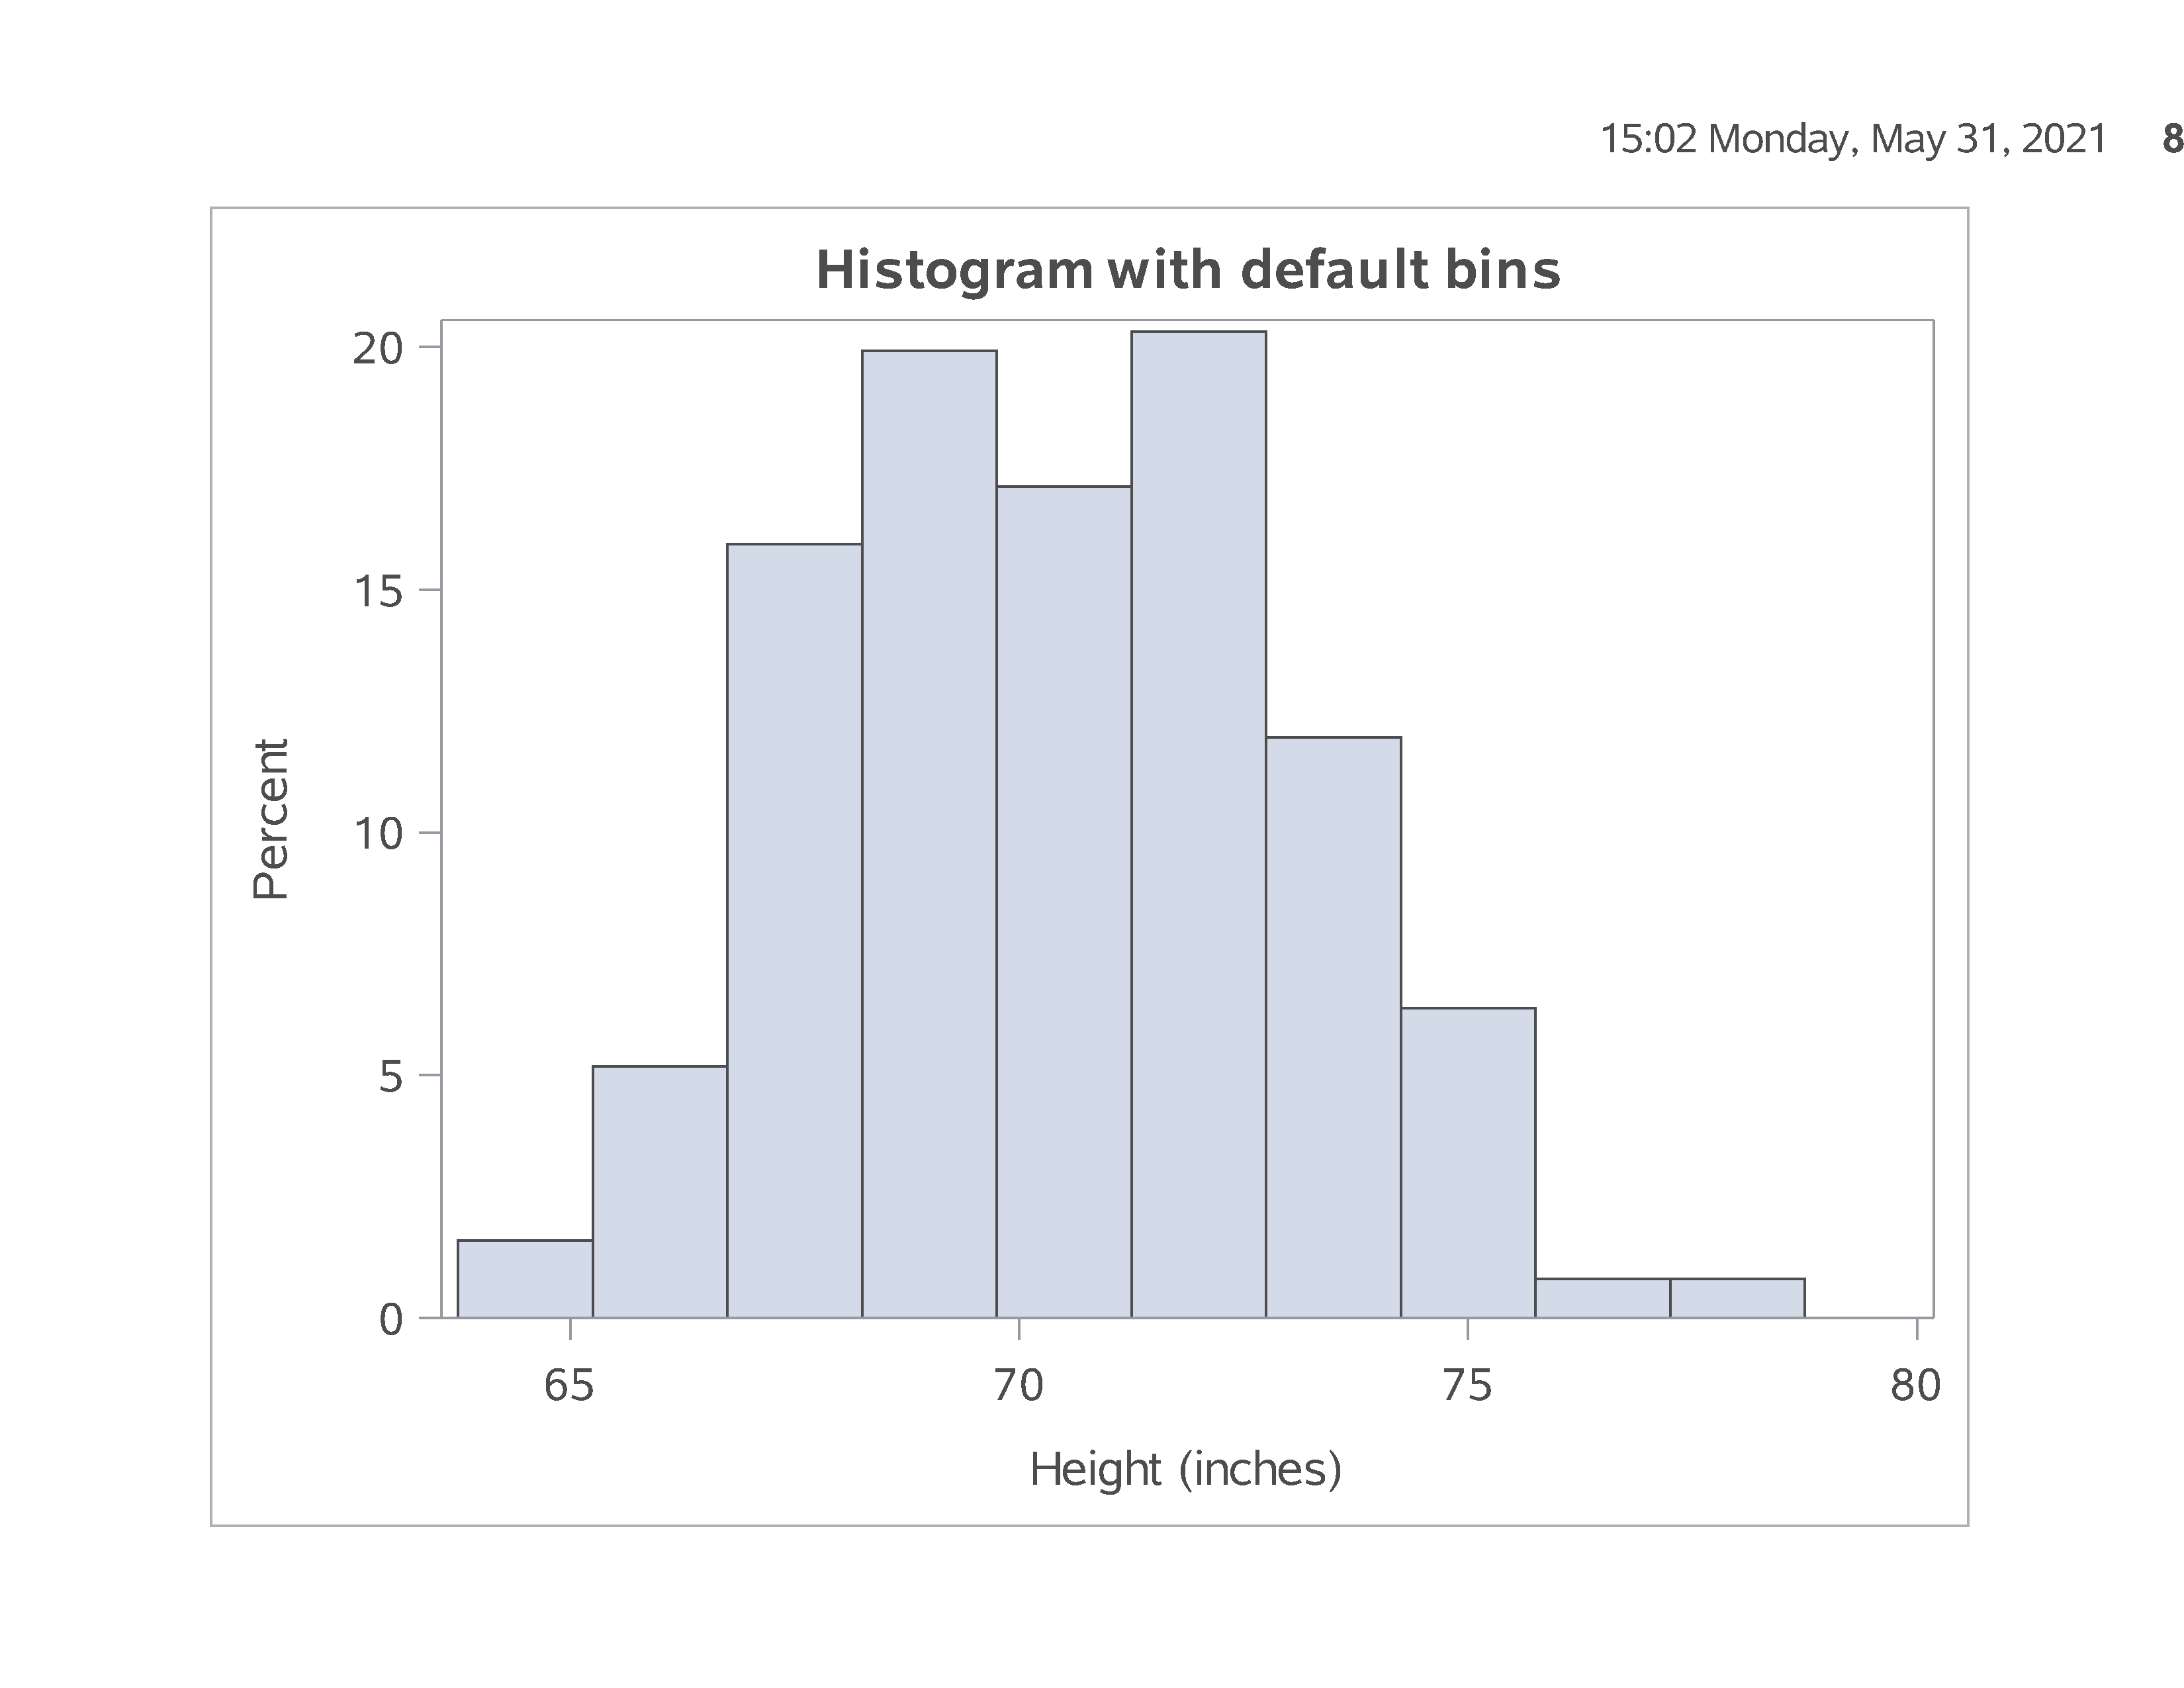 15:02 Monday, May 31, 2021 8
Histogram with default bins
20
15
10
5
0
Percent
65 70 75 80
Height (inches)